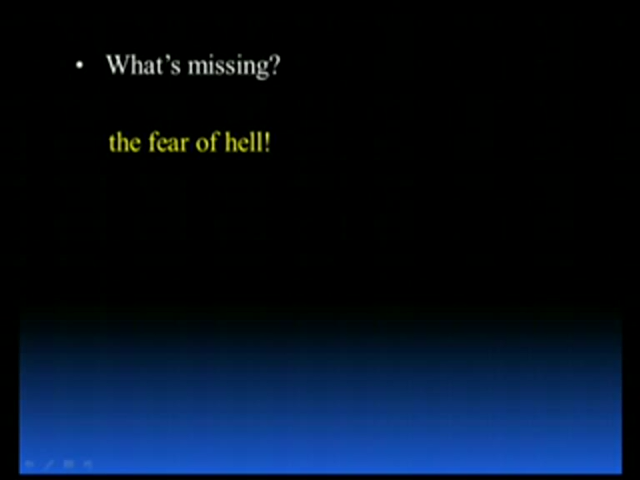 • What's missing?
the fear of hell!